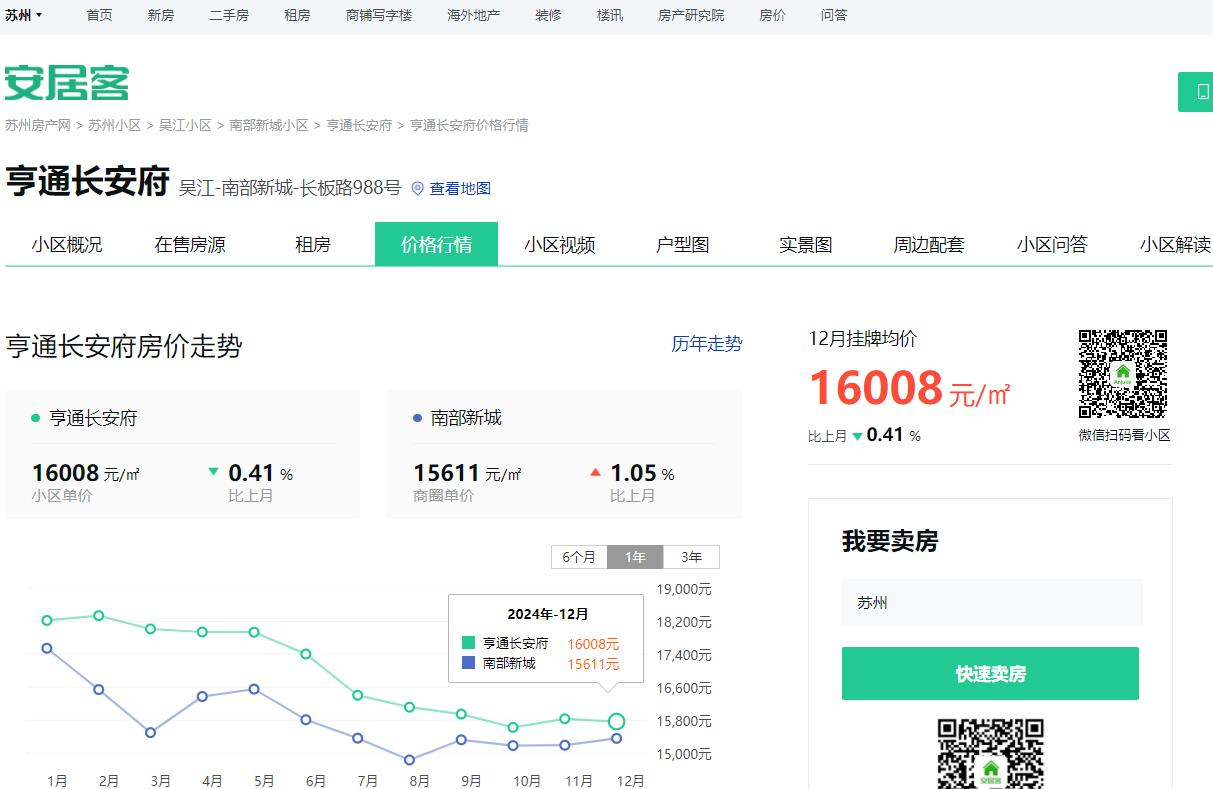 苏州 首页 新房 二手房 租房 商铺写字楼 海外地产 装修 楼讯 房产研究院 房价 问答
安居客
苏州房产网 > 苏州小区 > 吴江小区 > 南部新城小区 > 亨通长安府 > 亨通长安府价格行情
亨通长安府 吴江-南部新城-长板路988号 查看地图
小区概况 在售房源 租房 价格行情 小区视频 户型图 实景图 周边配套 小区问答 小区解读
亨通长安府房价走势 历年走势
亨通长安府
16008 元/㎡ 0.41 %
小区单价 比上月
南部新城
15611 元/㎡ 1.05 %
商圈单价 比上月
6个月 1年 3年
19,000元
18,200元
17,400元
16,600元
15,800元
15,000元
2024年-12月
亨通长安府 16008元
南部新城 15611元
1月 2月 3月 4月 5月 6月 7月 8月 9月 10月 11月 12月
12月挂牌均价
16008 元/㎡
比上月 0.41 %
Anjuke
微信扫码看小区
我要卖房
苏州
快速卖房
安居客